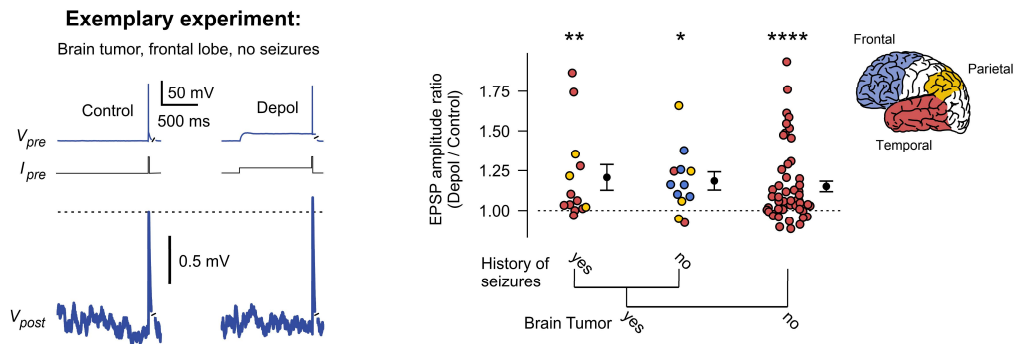 Exemplary experiment:
Brain tumor, frontal lobe, no seizures
Control
50 mV
500 ms
Depol
Vpre
Ipre
0.5 mV
Vpost
EPSP amplitude ratio
(Depol / Control)
** * ****
1.75
1.50
1.25
1.00
History of
seizures
yes
no
Brain Tumor
yes
no
Frontal
Parietal
Temporal